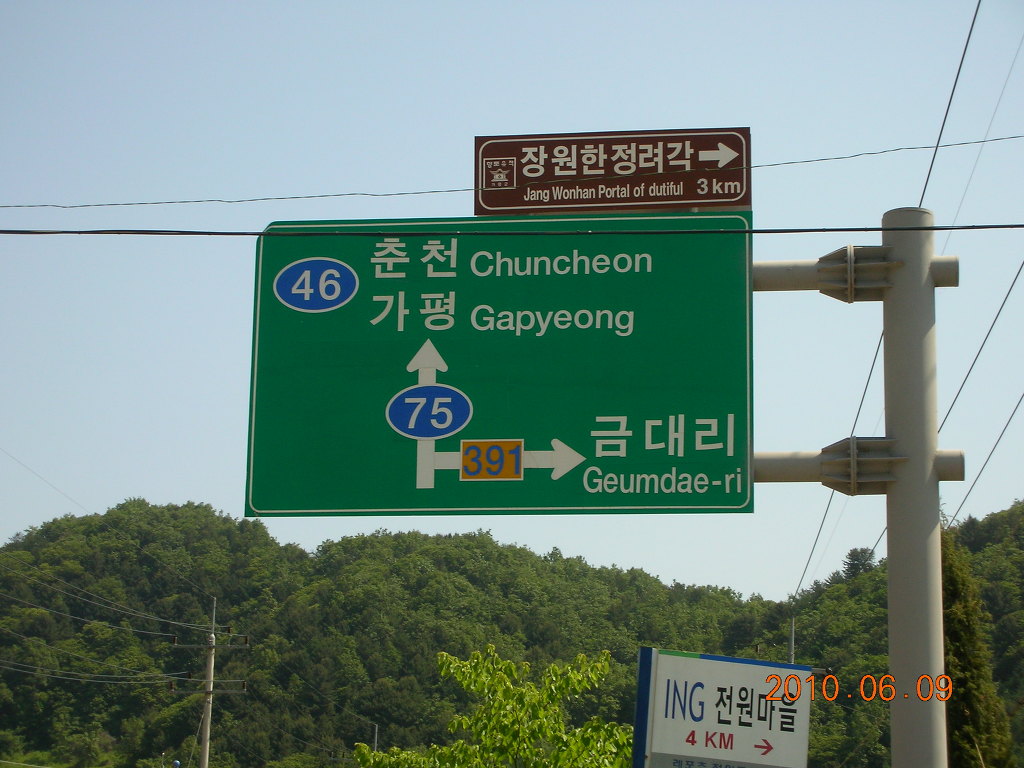 장원한정려각
Jang Wonhan Portal of dutiful 3km
46
춘천 Chuncheon
가평 Gapyeong
75
391
금대리
Geumdae-ri
ING 전원마을
4 KM
2010.06.09